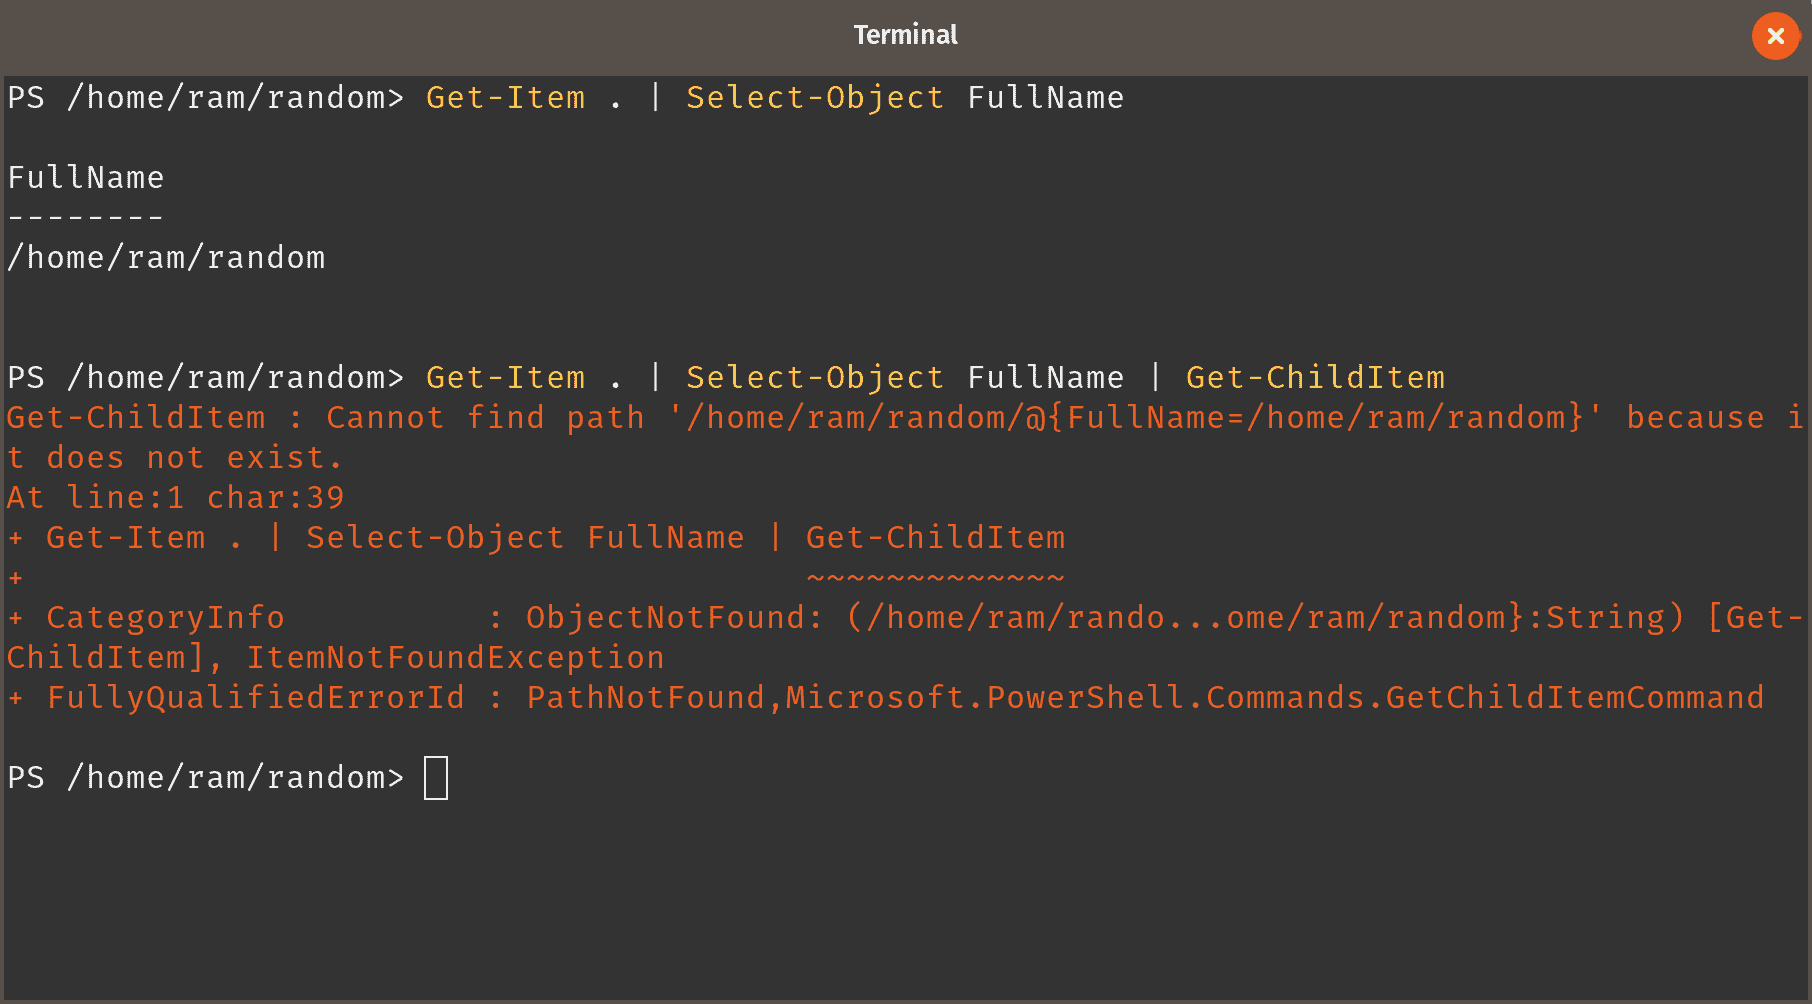 Terminal
PS /home/ram/random> Get-Item . | Select-Object FullName
FullName
--------
/home/ram/random
PS /home/ram/random> Get-Item . | Select-Object FullName | Get-ChildItem
Get-ChildItem : Cannot find path '/home/ram/random/@{FullName=/home/ram/random}' because i
t does not exist.
At line:1 char:39
+ Get-Item . | Select-Object FullName | Get-ChildItem
+                                       ~~~~~~~~~~~~~
+ CategoryInfo          : ObjectNotFound: (/home/ram/rando...ome/ram/random}:String) [Get-
ChildItem], ItemNotFoundException
+ FullyQualifiedErrorId : PathNotFound,Microsoft.PowerShell.Commands.GetChildItemCommand
PS /home/ram/random>